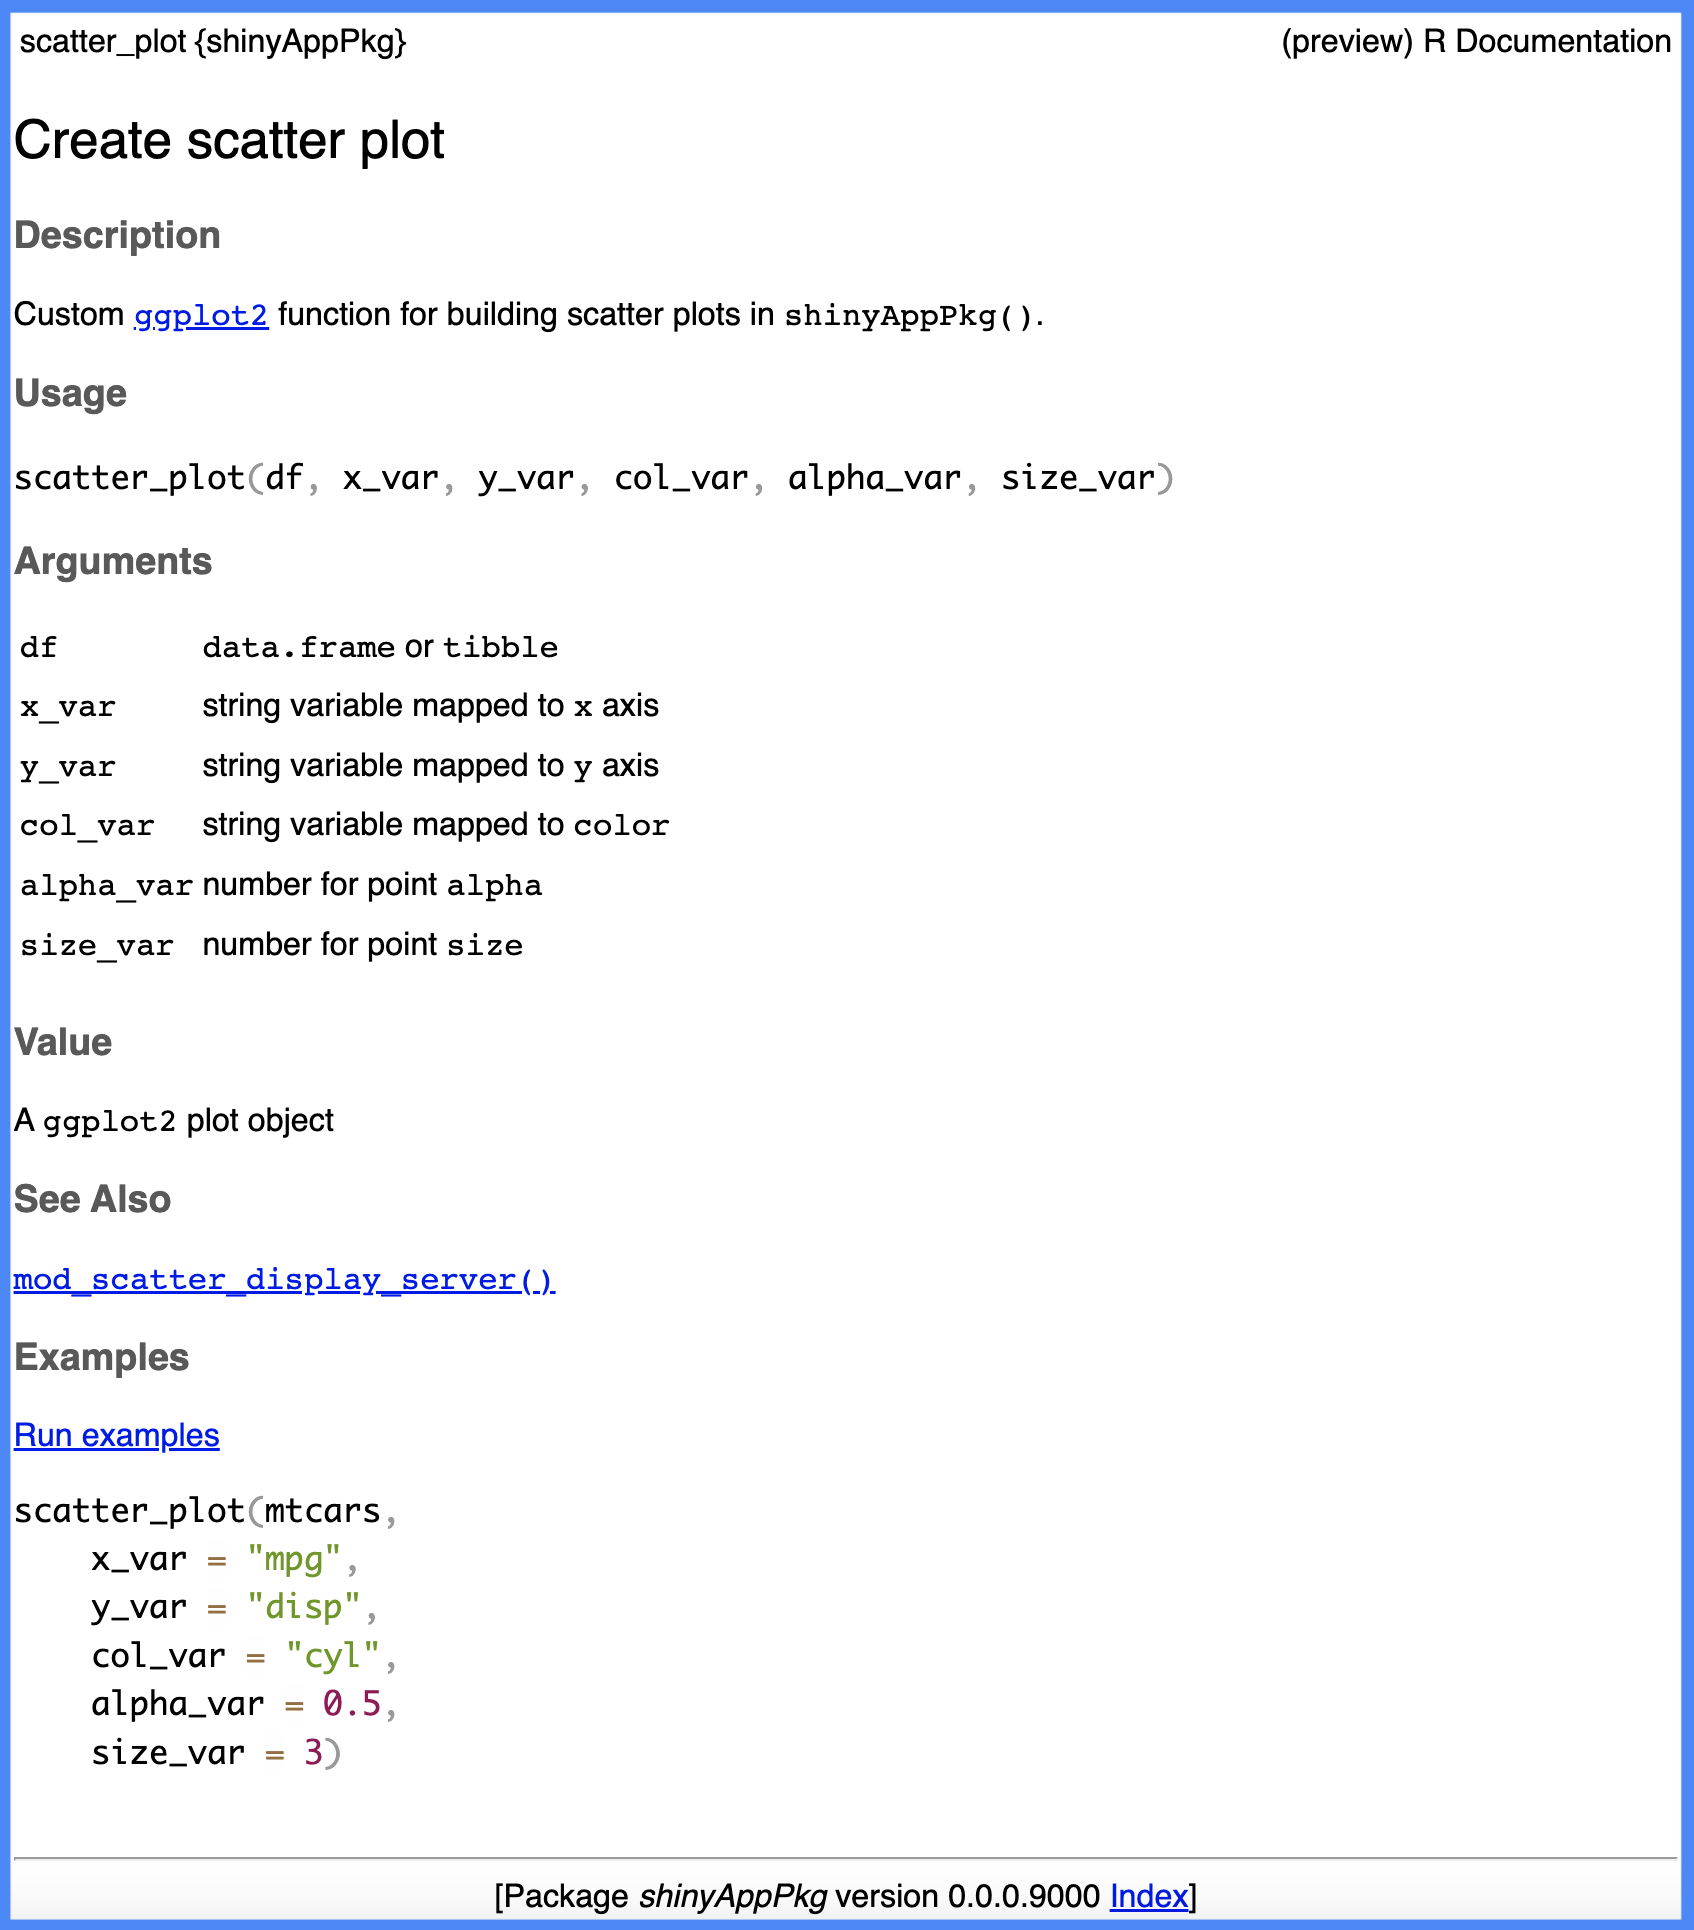 scatter_plot {shinyAppPkg} (preview) R Documentation
Create scatter plot
Description
Custom ggplot2 function for building scatter plots in shinyAppPkg().
Usage
scatter_plot(df, x_var, y_var, col_var, alpha_var, size_var)
Arguments
df data.frame or tibble
x_var string variable mapped to x axis
y_var string variable mapped to y axis
col_var string variable mapped to color
alpha_var number for point alpha
size_var number for point size
Value
A ggplot2 plot object
See Also
mod_scatter_display_server()
Examples
Run examples
scatter_plot(mtcars,
    x_var = "mpg",
    y_var = "disp",
    col_var = "cyl",
    alpha_var = 0.5,
    size_var = 3)
[Package shinyAppPkg version 0.0.0.9000 Index]